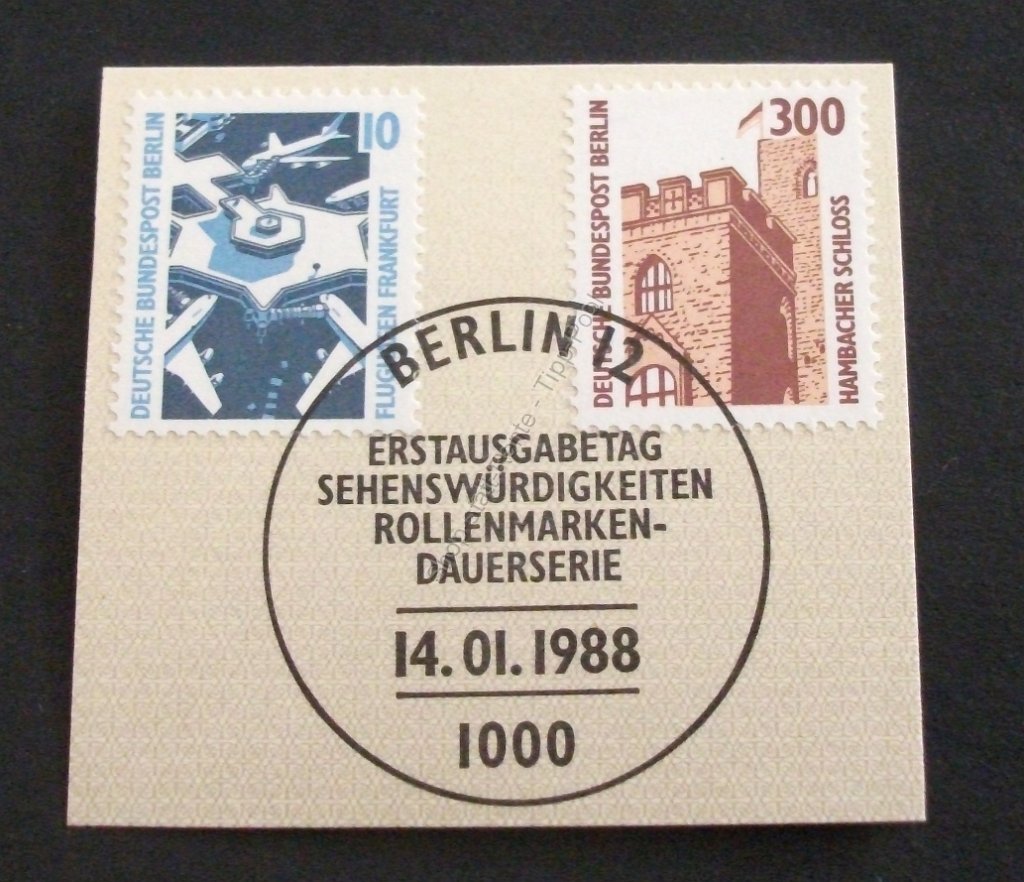 DEUTSCHE BUNDESPOST BERLIN
10
FLUGHAFEN FRANKFURT
DEUTSCHE BUNDESPOST BERLIN
300
HAMBACHER SCHLOSS
BERLIN 12
ERSTAUSGABETAG
SEHENSWÜRDIGKEITEN
ROLLENMARKEN-
DAUERSERIE
14.01.1988
1000